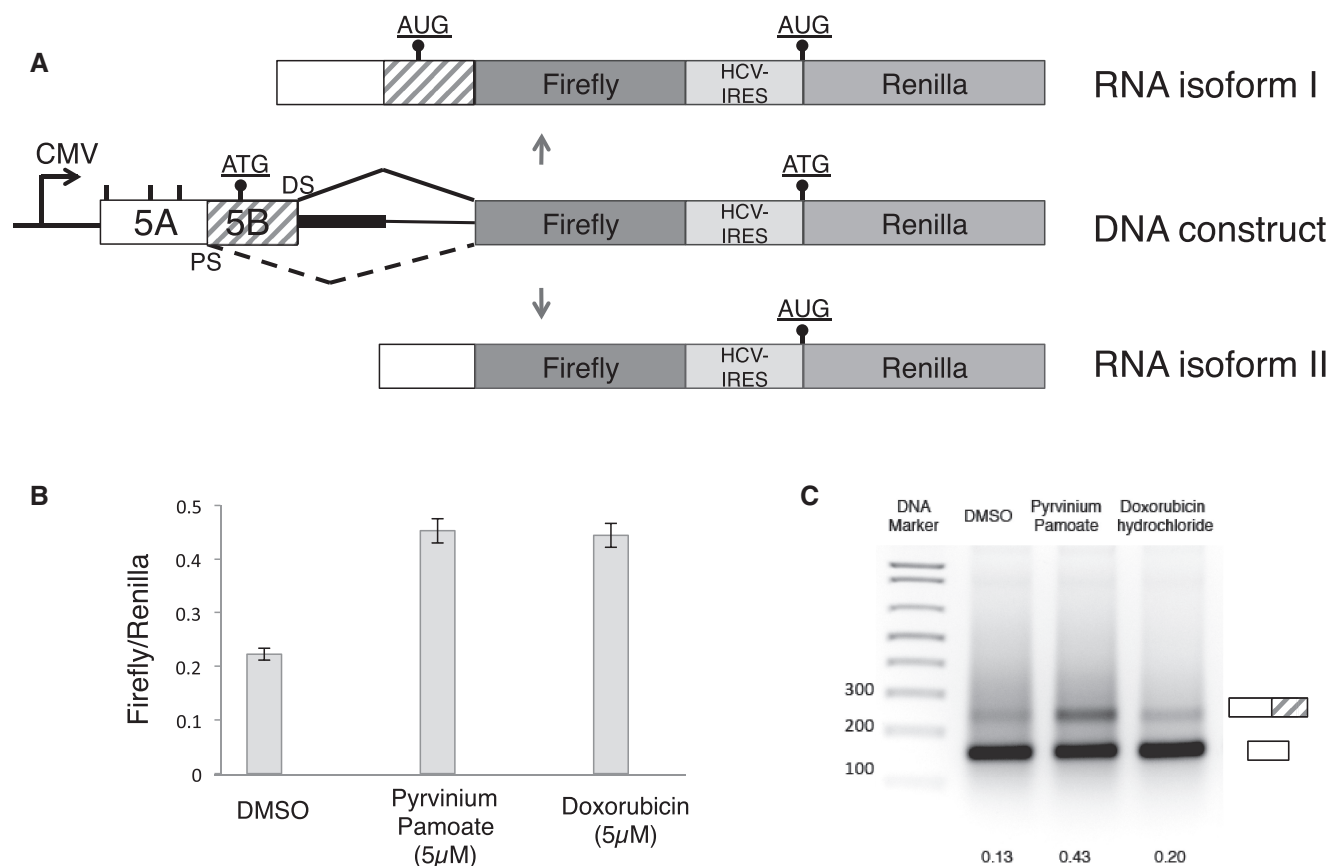 A
AUG AUG
Firefly HCV-IRES Renilla RNA isoform I
CMV ATG DS ATG
5A 5B Firefly HCV-IRES Renilla DNA construct
PS
AUG
Firefly HCV-IRES Renilla RNA isoform II
B
Firefly/Renilla
0.5
0.4
0.3
0.2
0.1
0
DMSO
Pyrvinium
Pamoate
(5µM)
Doxorubicin
(5µM)
C
DNA
Marker
DMSO
Pyrvinium
Pamoate
Doxorubicin
hydrochloride
300
200
100
0.13 0.43 0.20